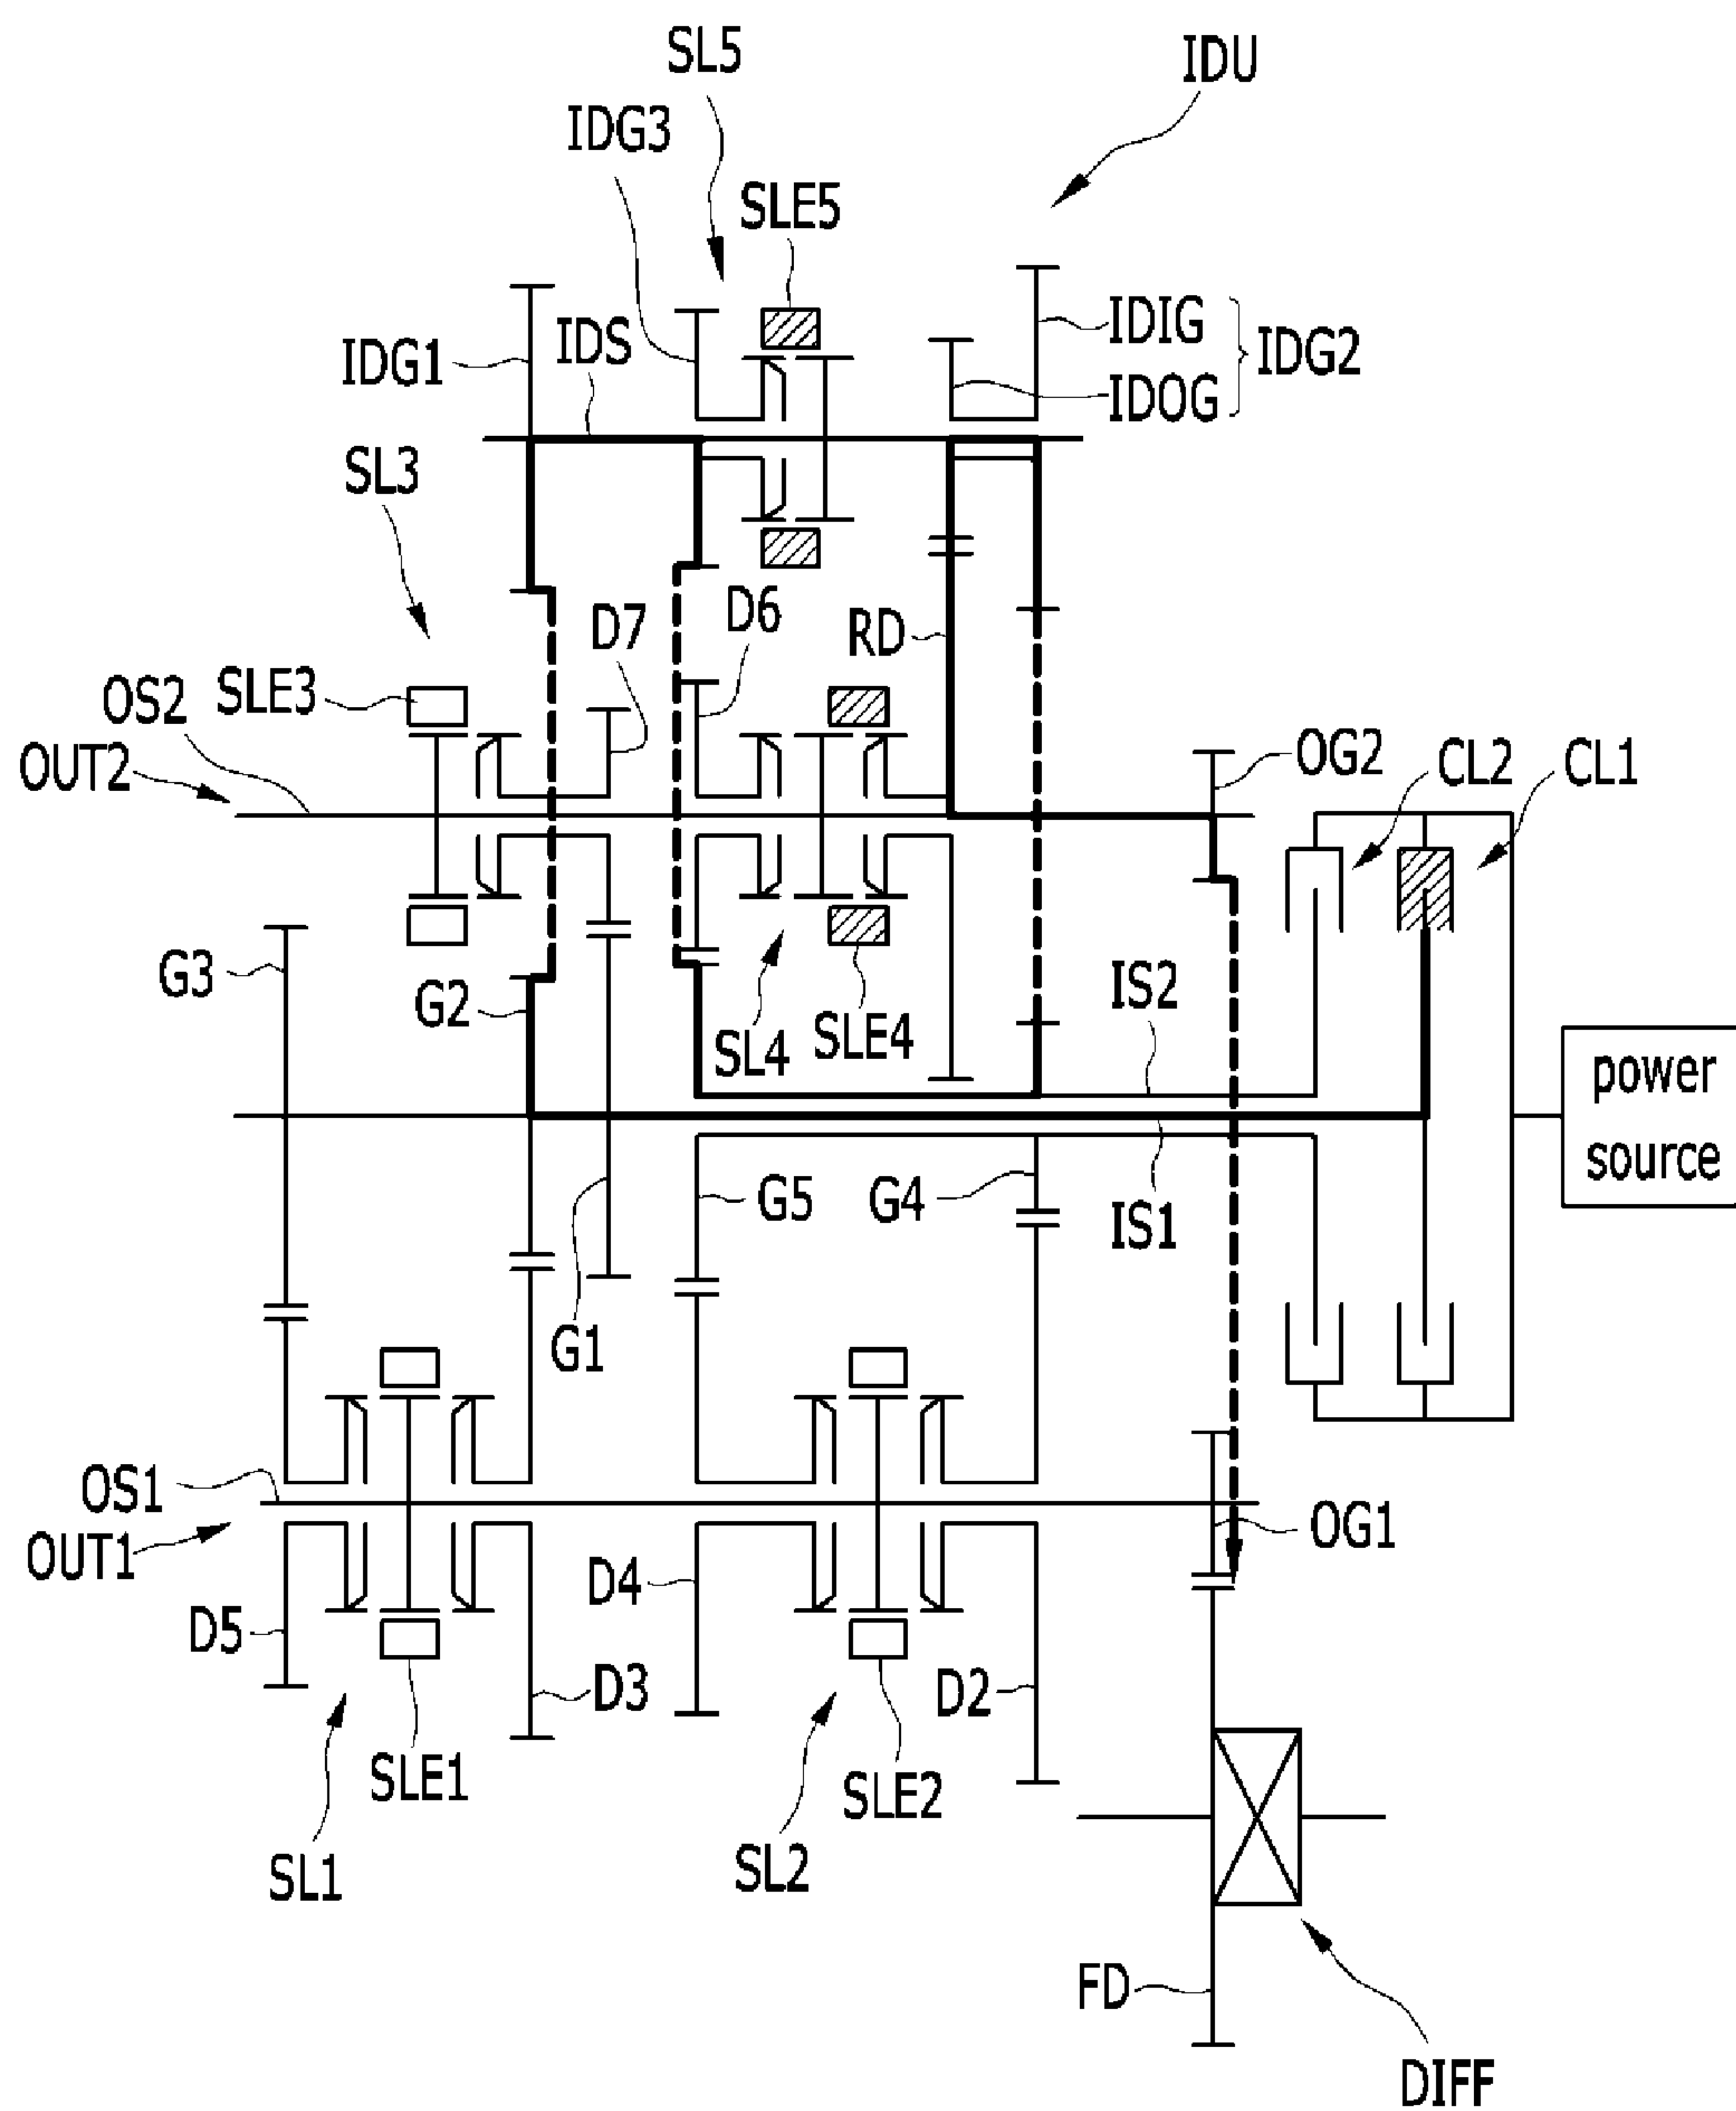 SL5
IDU
IDG3
SLE5
IDIG
IDG1
IDS
IDG2
IDOG
SL3
D7
D6
RD
OS2
SLE3
OUT2
OG2
CL2
CL1
G3
G2
IS2
SL4
SLE4
power
source
G5
G4
IS1
G1
OS1
OG1
OUT1
D4
D5
D3
D2
SLE1
SLE2
SL1
SL2
FD
DIFF